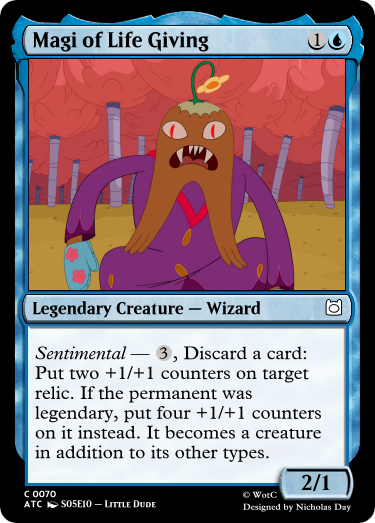 Magi of Life Giving 1
Legendary Creature — Wizard
Sentimental — 3, Discard a card:
Put two +1/+1 counters on target
relic. If the permanent was
legendary, put four +1/+1 counters
on it instead. It becomes a creature
in addition to its other types.
2/1
C 0070
ATC S05E10 – Little Dude
© WotC
Designed by Nicholas Day